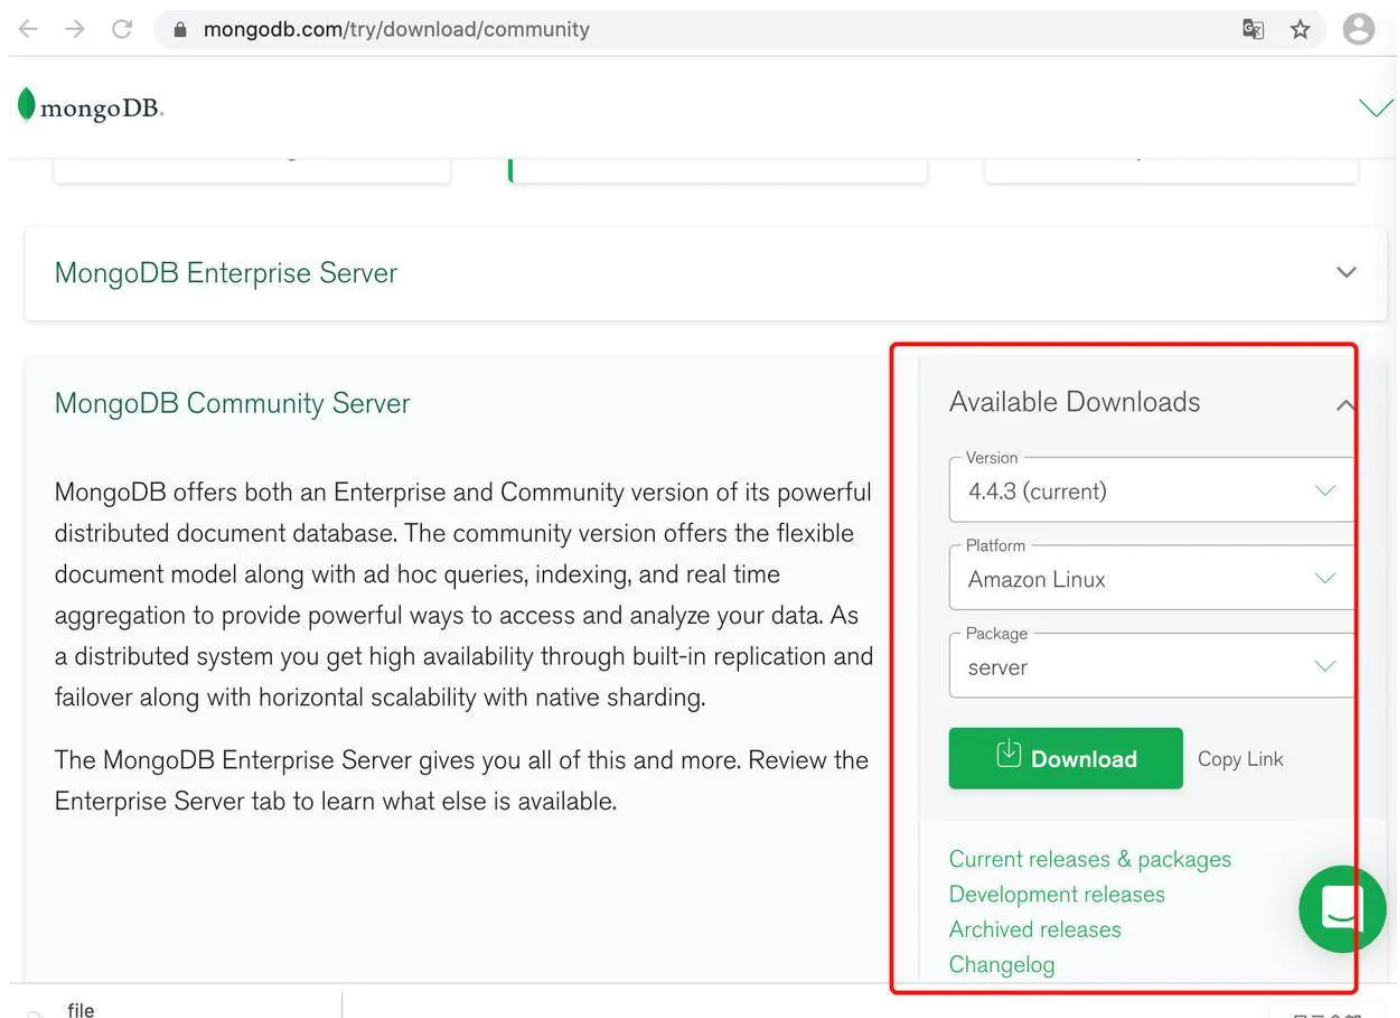 mongodb.com/try/download/community
mongoDB.
MongoDB Enterprise Server
MongoDB Community Server
MongoDB offers both an Enterprise and Community version of its powerful
distributed document database. The community version offers the flexible
document model along with ad hoc queries, indexing, and real time
aggregation to provide powerful ways to access and analyze your data. As
a distributed system you get high availability through built-in replication and
failover along with horizontal scalability with native sharding.
The MongoDB Enterprise Server gives you all of this and more. Review the
Enterprise Server tab to learn what else is available.
Available Downloads
Version
4.4.3 (current)
Platform
Amazon Linux
Package
server
Download
Copy Link
Current releases & packages
Development releases
Archived releases
Changelog
file